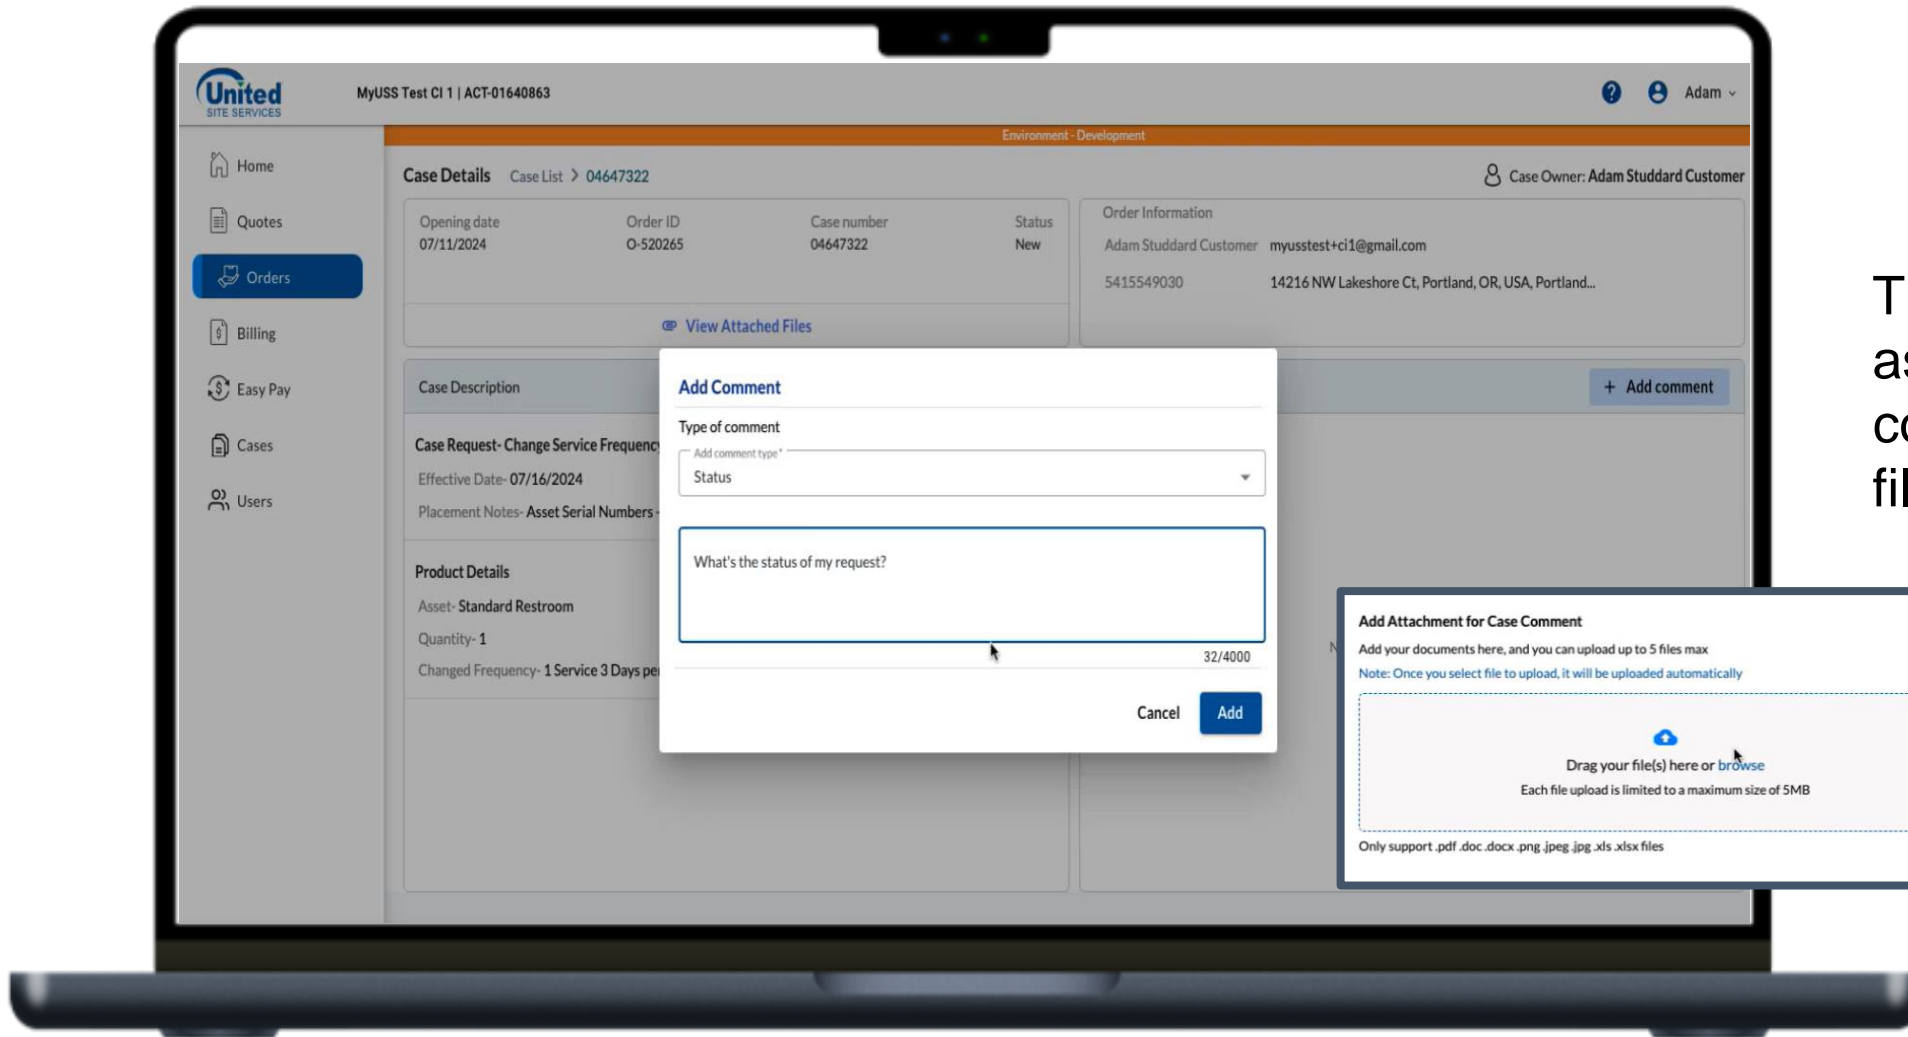 United
SITE SERVICES
MyUSS Test CI 1 | ACT-01640863
? Adam
Environment - Development
Home
Quotes
Orders
Billing
Easy Pay
Cases
Users
Case Details Case List > 04647322
Case Owner: Adam Studdard Customer
Opening date Order ID Case number Status
07/11/2024 O-520265 04647322 New
View Attached Files
Order Information
Adam Studdard Customer myusstest+ci1@gmail.com
5415549030 14216 NW Lakeshore Ct, Portland, OR, USA, Portland...
Case Description
+ Add comment
Case Request- Change Service Frequency
Effective Date- 07/16/2024
Placement Notes- Asset Serial Numbers -
Product Details
Asset- Standard Restroom
Quantity- 1
Changed Frequency- 1 Service 3 Days pe
Add Comment
Type of comment
Add comment type*
Status
What's the status of my request?
32/4000
Cancel Add
Add Attachment for Case Comment
Add your documents here, and you can upload up to 5 files max
Note: Once you select file to upload, it will be uploaded automatically
Drag your file(s) here or browse
Each file upload is limited to a maximum size of 5MB
Only support .pdf .doc .docx .png .jpeg .jpg .xls .xlsx files